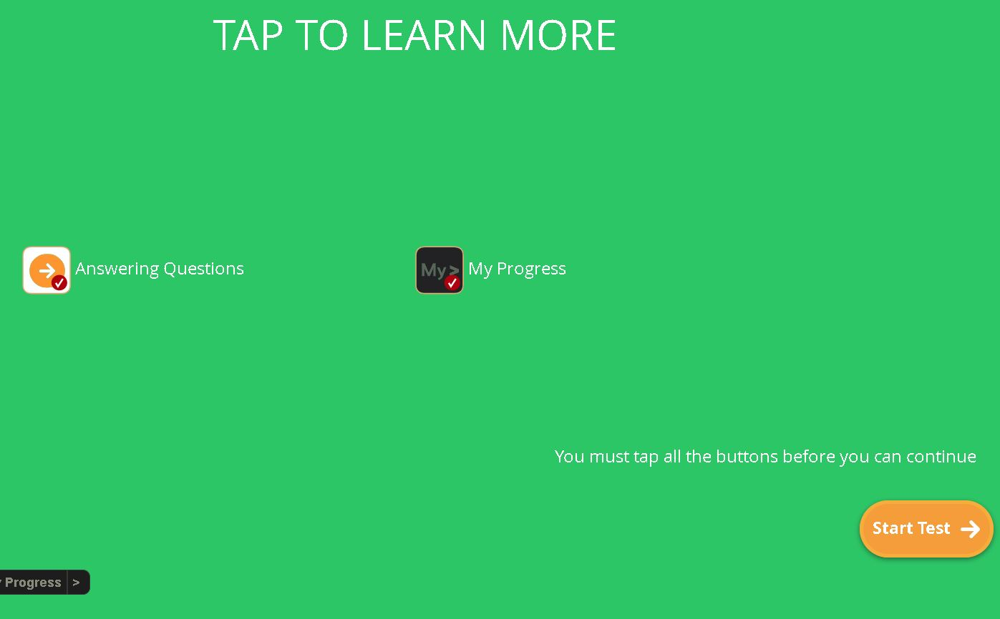 TAP TO LEARN MORE
Answering Questions
My >
My Progress
You must tap all the buttons before you can continue
Start Test
Progress >